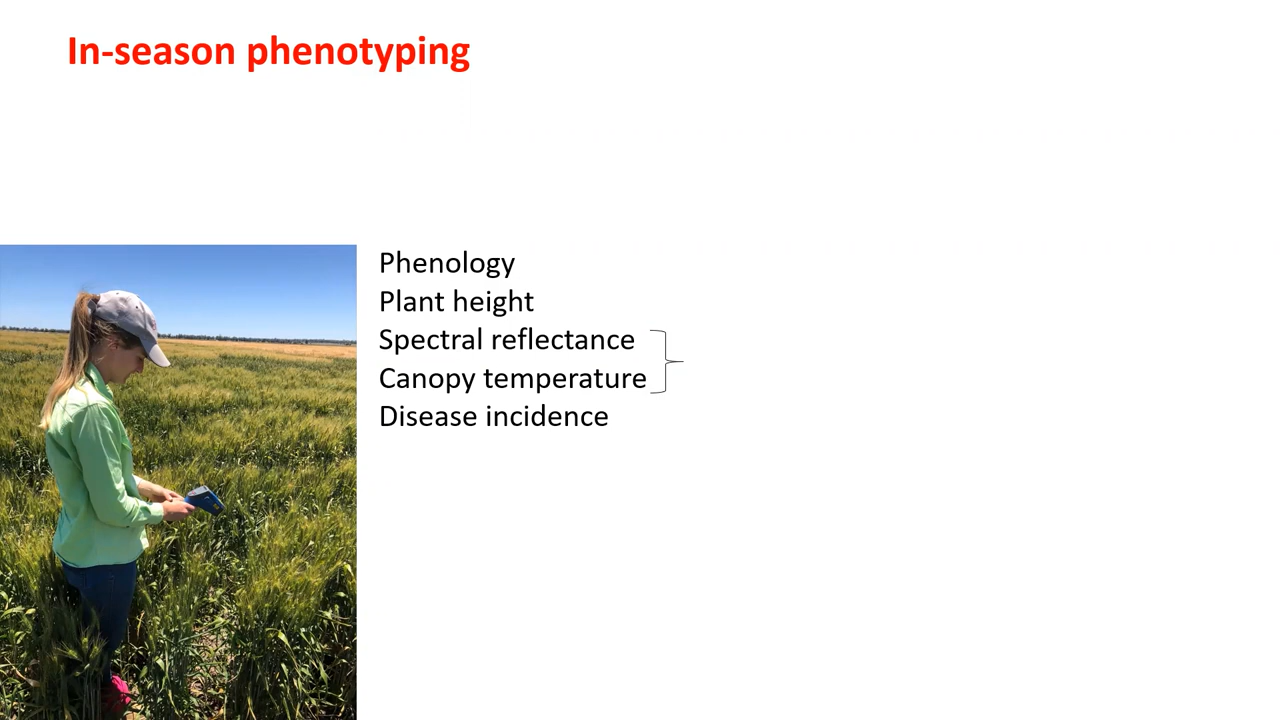 In-season phenotyping
Phenology
Plant height
Spectral reflectance
Canopy temperature
Disease incidence